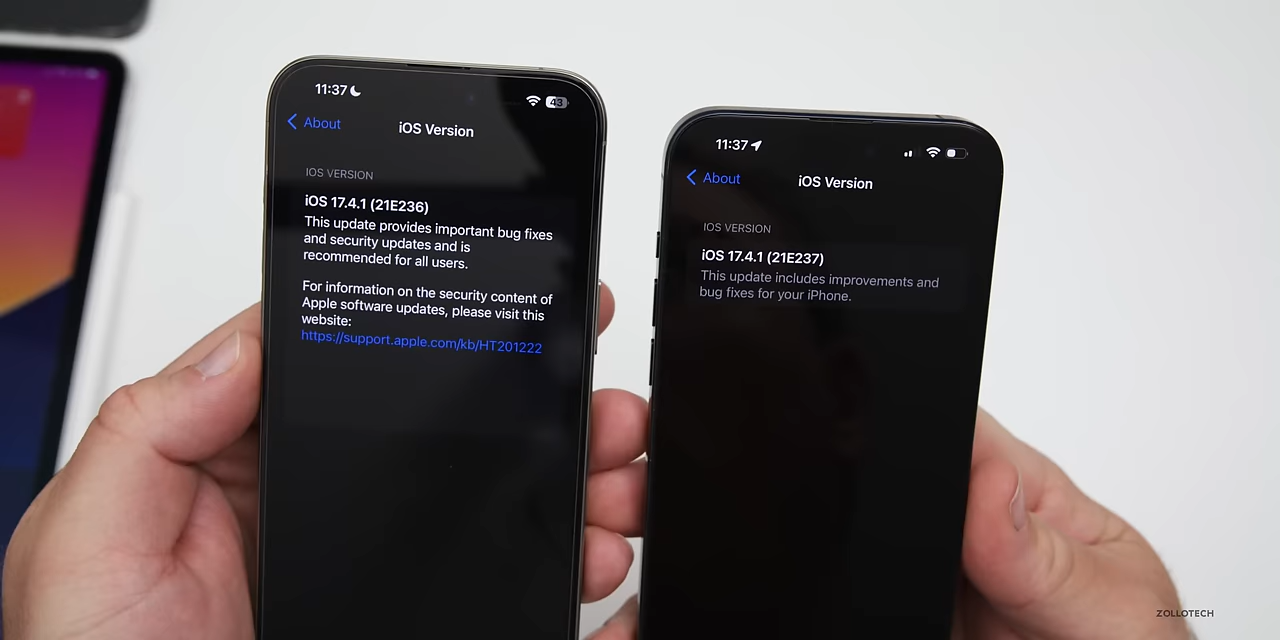 11:37
43
About
iOS Version
IOS VERSION
iOS 17.4.1 (21E236)
This update provides important bug fixes
and security updates and is
recommended for all users.
For information on the security content of
Apple software updates, please visit this
website:
https://support.apple.com/kb/HT201222
11:37
About
iOS Version
IOS VERSION
iOS 17.4.1 (21E237)
This update includes improvements and
bug fixes for your iPhone.
ZOLLOTECH